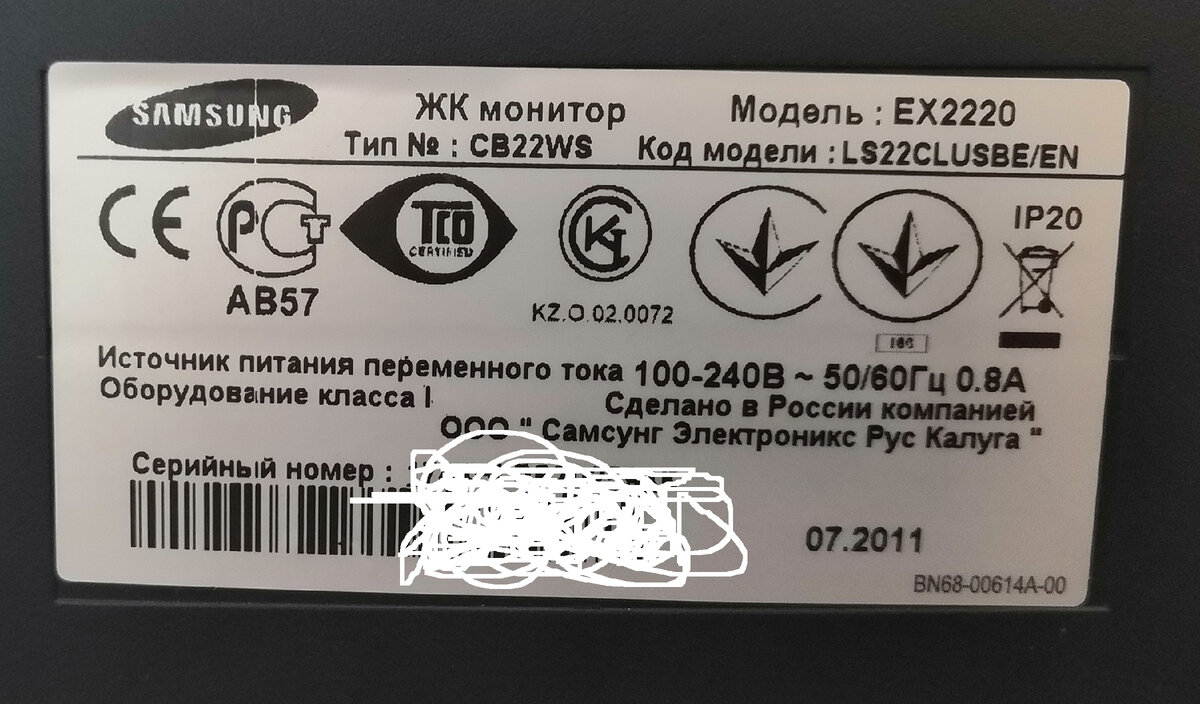 SAMSUNG
ЖК монитор
Модель : EX2220
Тип № : CB22WS
Код модели : LS22CLUSBE/EN
CE
РСТ
TCO
CERTIFIED
IP20
АВ57
KZ.O.02.0072
Источник питания переменного тока 100-240В ~ 50/60Гц 0.8А
Оборудование класса I
Сделано в России компанией
ООО " Самсунг Электроникс Рус Калуга "
Серийный номер :
07.2011
BN68-00614A-00